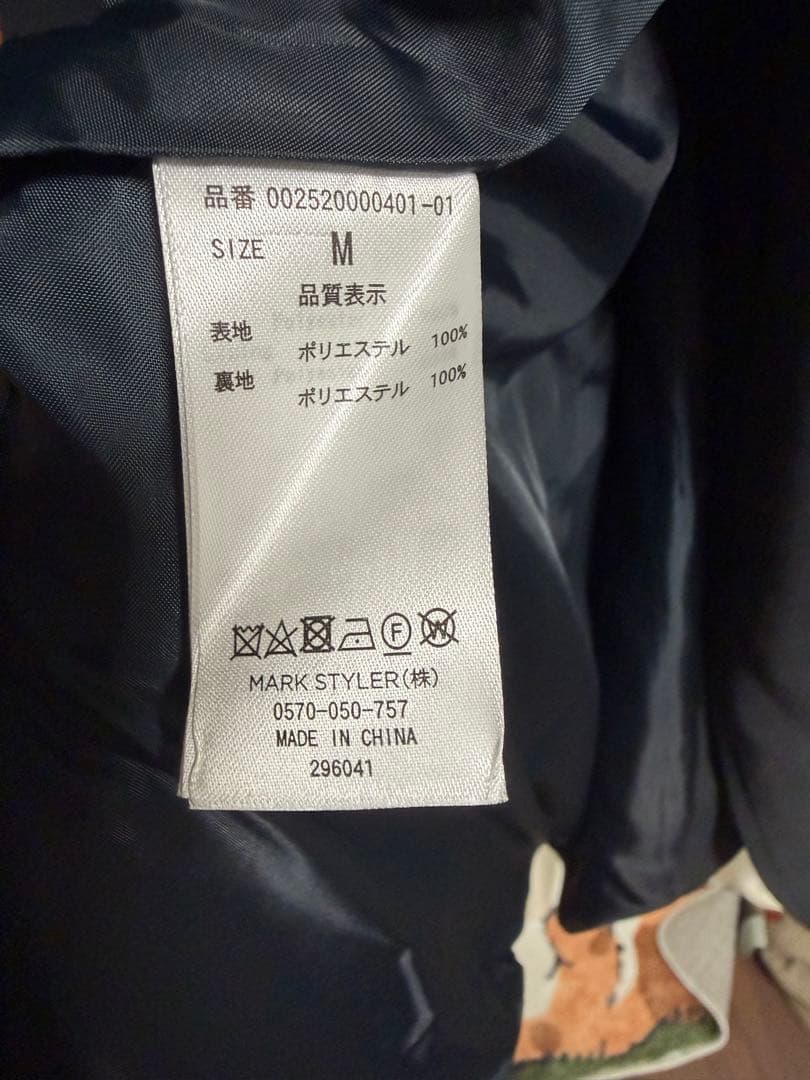 品番 002520000401-01
SIZE M
品質表示
表地 ポリエステル 100%
裏地 ポリエステル 100%
F W
MARK STYLER(株)
0570-050-757
MADE IN CHINA
296041